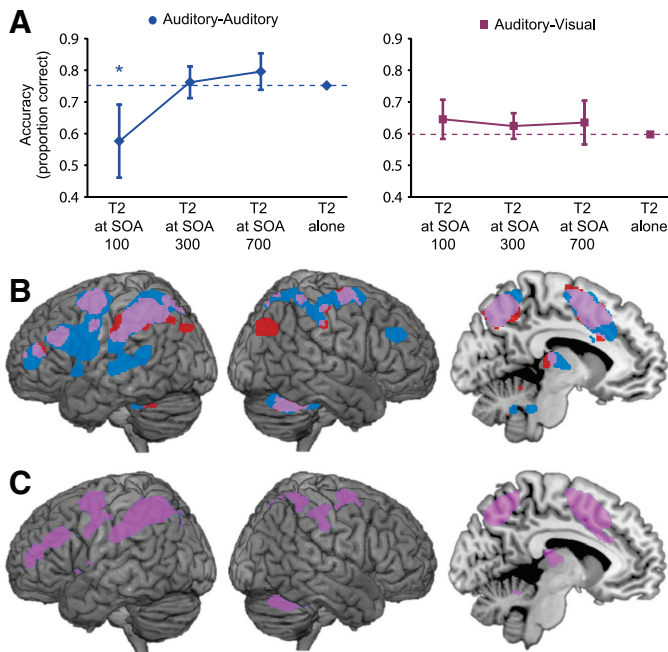 A
Auditory-Auditory
Auditory-Visual
Accuracy
(proportion correct)
0.9
0.8
0.7
0.6
0.5
0.4
*
T2 at SOA 100
T2 at SOA 300
T2 at SOA 700
T2 alone
0.9
0.8
0.7
0.6
0.5
0.4
T2 at SOA 100
T2 at SOA 300
T2 at SOA 700
T2 alone
B
C